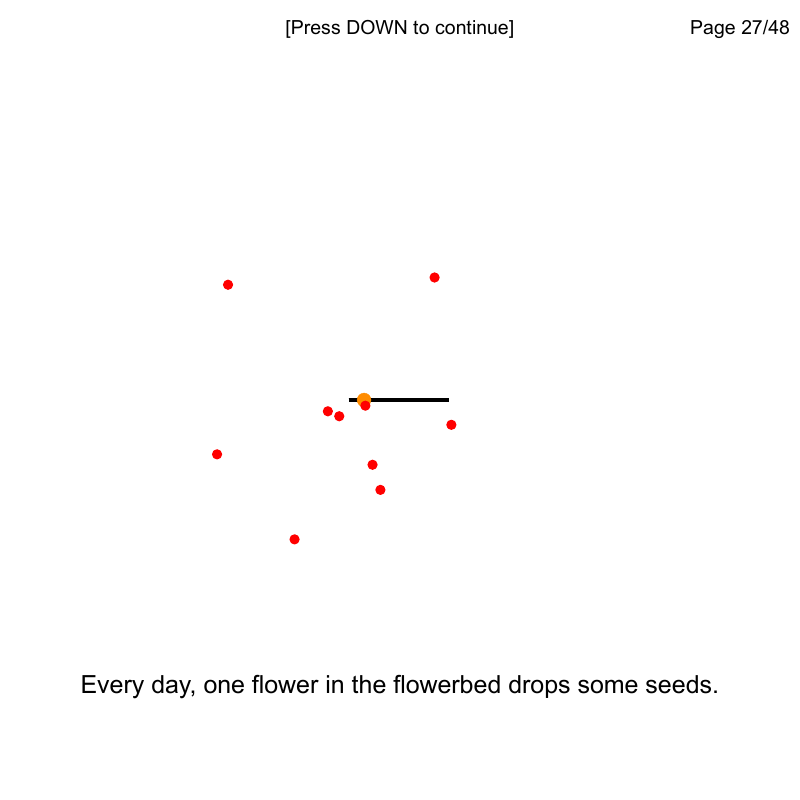 [Press DOWN to continue]
Page 27/48
Every day, one flower in the flowerbed drops some seeds.